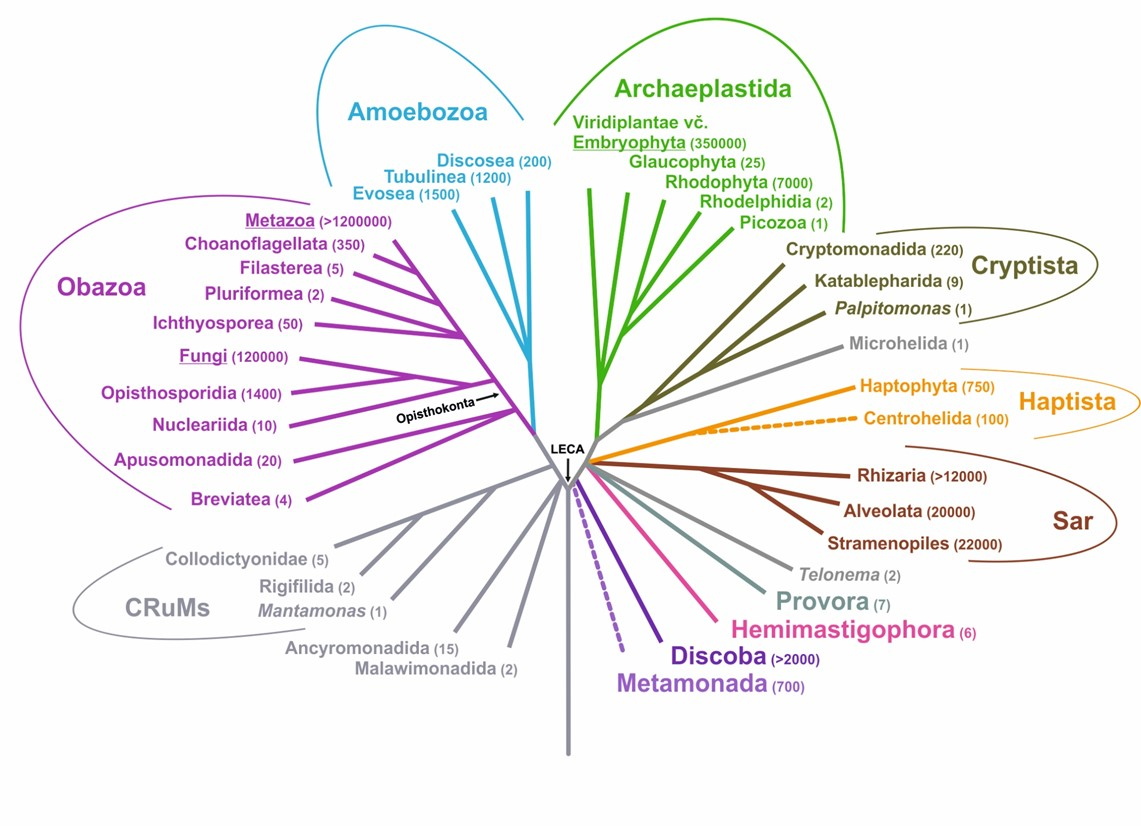 Amoebozoa
Discosea (200)
Tubulinea (1200)
Evosea (1500)
Archaeplastida
Viridiplantae vč.
Embryophyta (350000)
Glaucophyta (25)
Rhodophyta (7000)
Rhodelphidia (2)
Picozoa (1)
Obazoa
Metazoa (>1200000)
Choanoflagellata (350)
Filasterea (5)
Pluriformea (2)
Ichthyosporea (50)
Fungi (120000)
Opisthosporidia (1400)
Nucleariida (10)
Apusomonadida (20)
Breviatea (4)
Opisthokonta
LECA
Cryptista
Cryptomonadida (220)
Katablepharida (9)
Palpitomonas (1)
Microhelida (1)
Haptista
Haptophyta (750)
Centrohelida (100)
Sar
Rhizaria (>12000)
Alveolata (20000)
Stramenopiles (22000)
Telonema (2)
Provora (7)
Hemimastigophora (6)
Discoba (>2000)
Metamonada (700)
CRuMs
Collodictyonidae (5)
Rigifilida (2)
Mantamonas (1)
Ancyromonadida (15)
Malawimonadida (2)